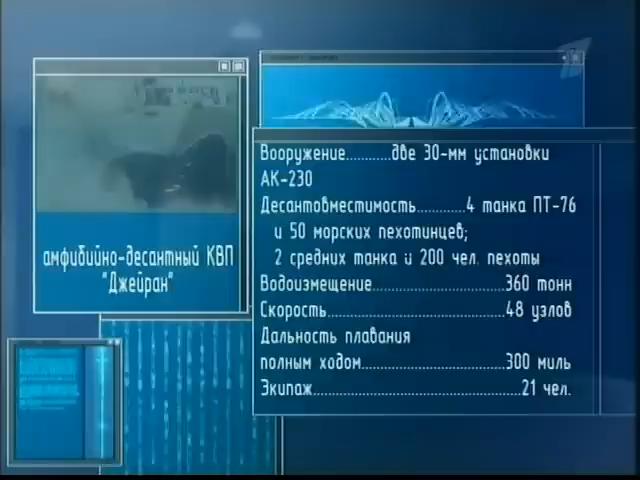 амфибийно-десантный КВП
"Джейран"
Вооружение...........две 30-мм установки
АК-230
Десантовместимость............4 танка ПТ-76
и 50 морских пехотинцев;
2 средних танка и 200 чел. пехоты
Водоизмещение................................360 тонн
Скорость...........................................48 узлов
Дальность плавания
полным ходом..................................300 миль
Экипаж..................................................21 чел.